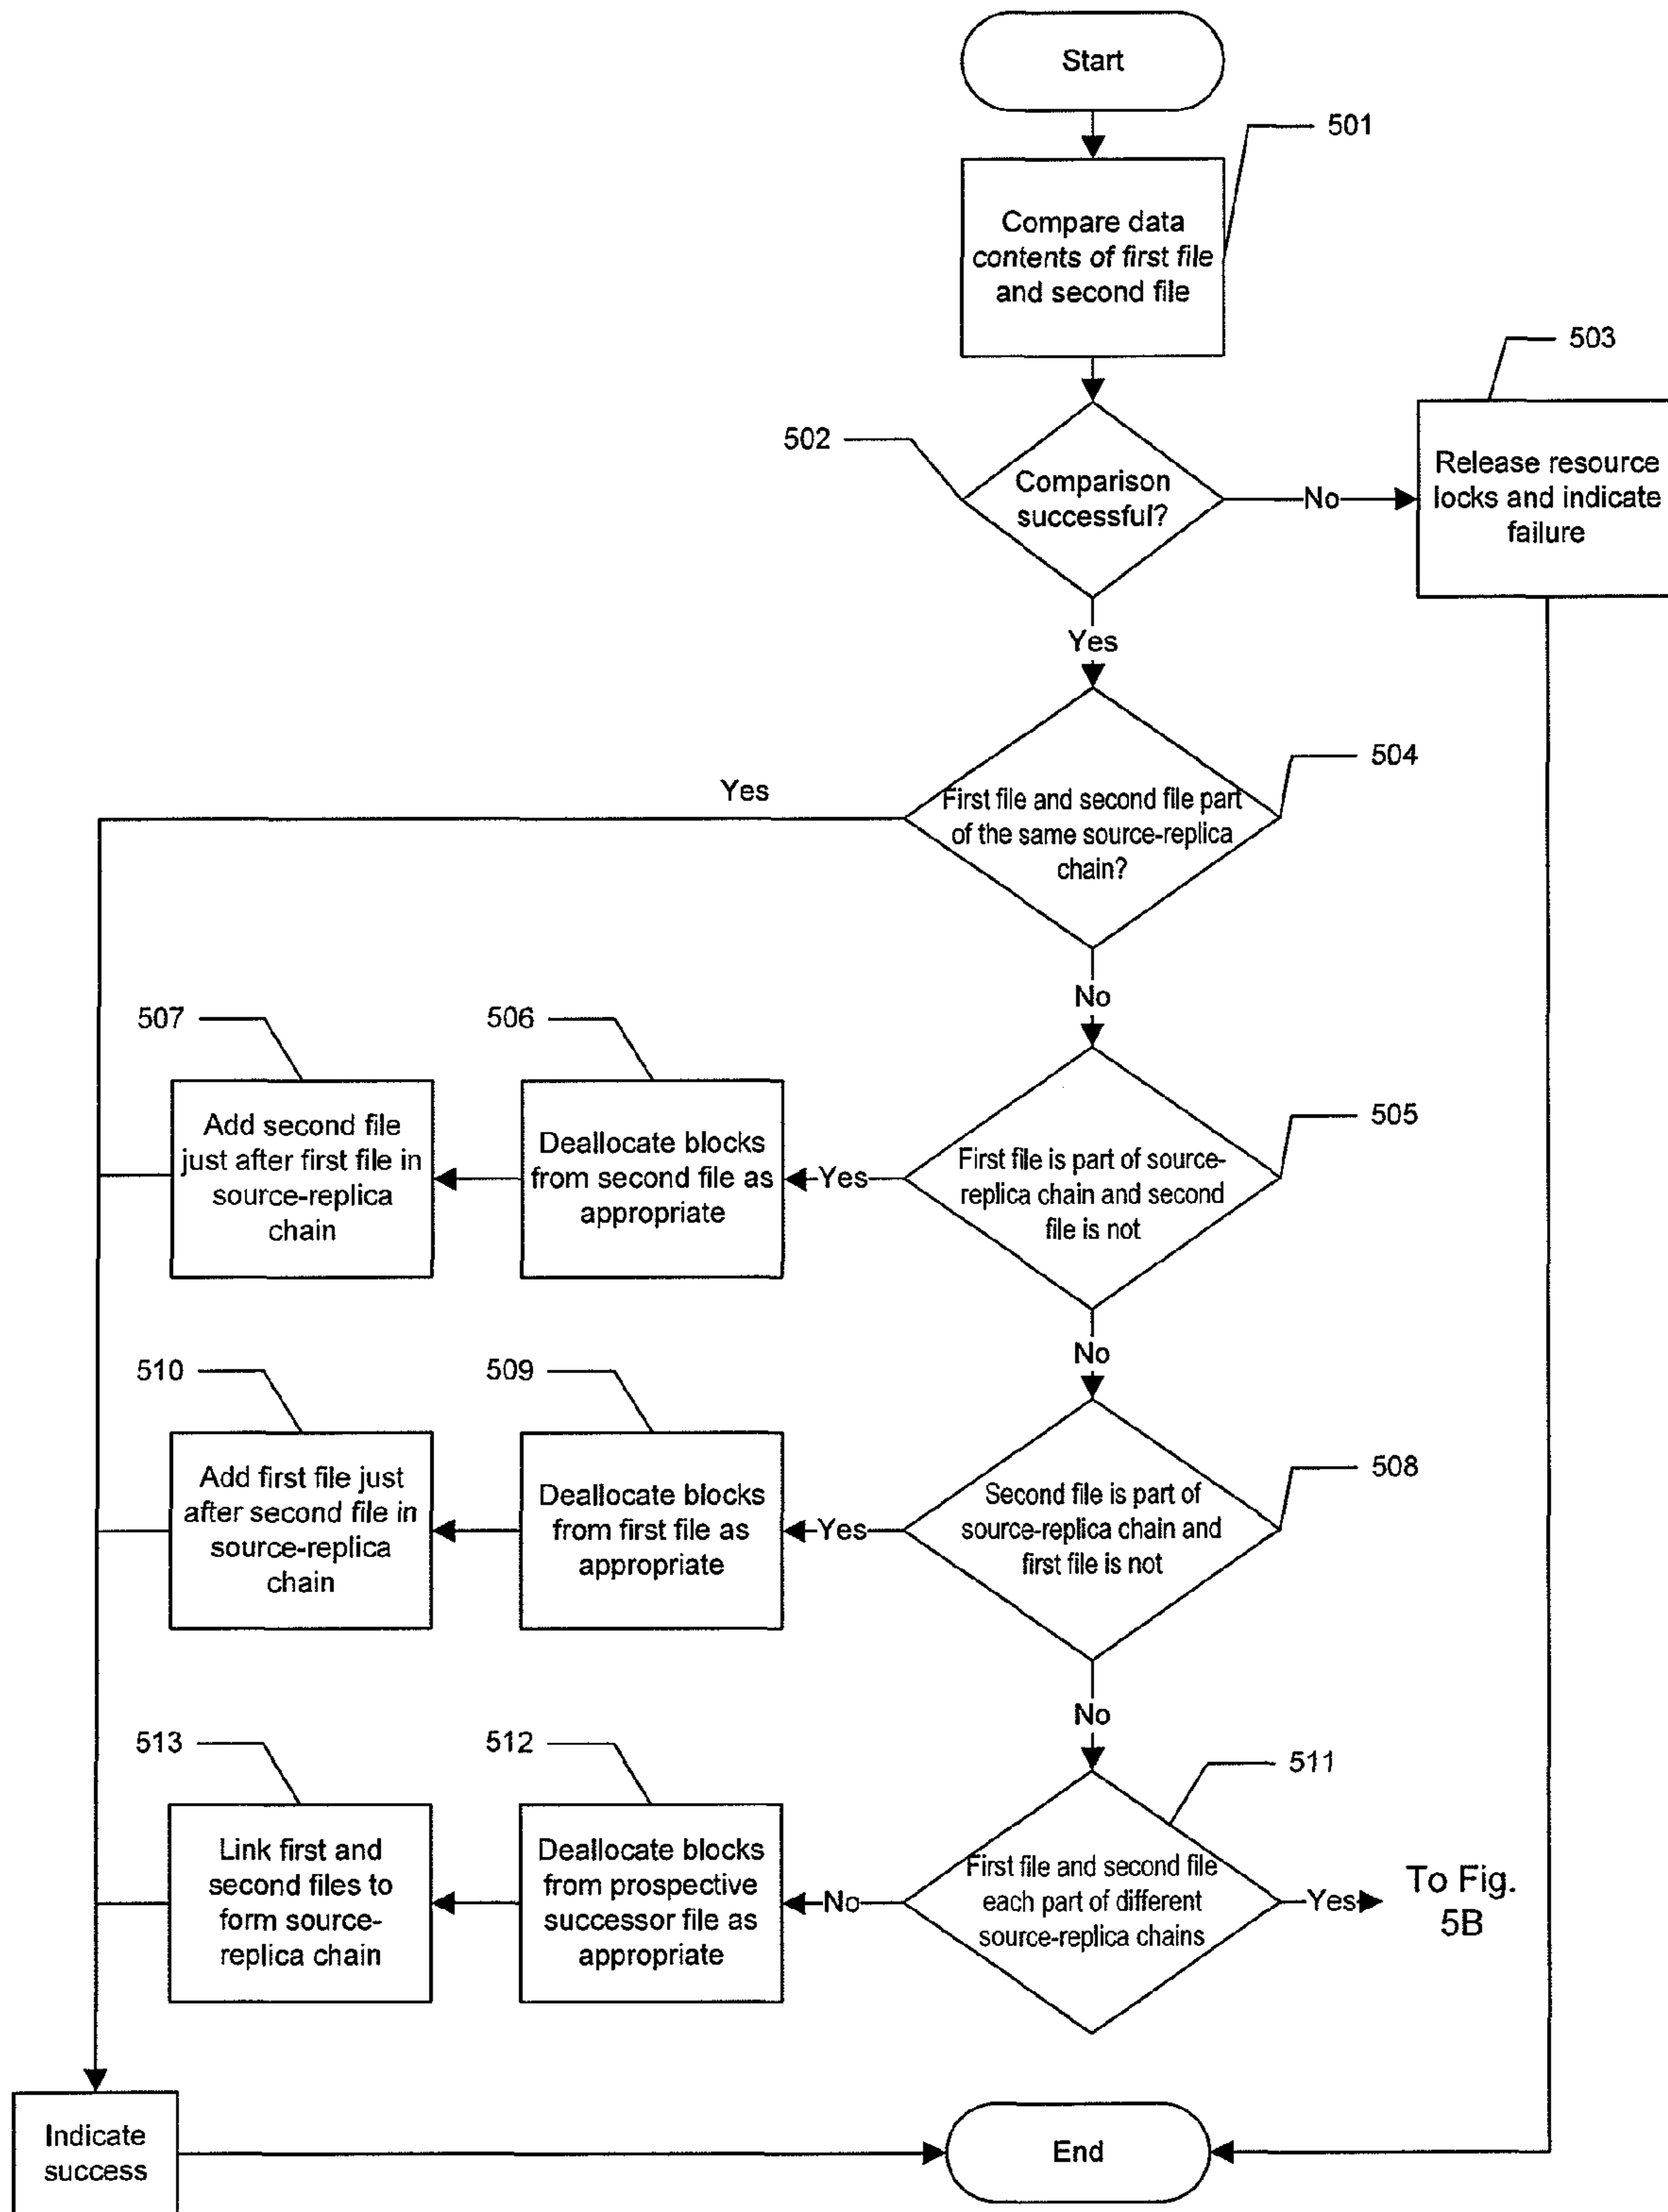 Start
501
Compare data
contents of first file
and second file
503
502
Comparison
successful?
No
Release resource
locks and indicate
failure
Yes
504
Yes
First file and second file part
of the same source-replica
chain?
No
507
506
505
Add second file
just after first file in
source-replica
chain
Deallocate blocks
from second file as
appropriate
Yes
First file is part of source-
replica chain and second
file is not
No
510
509
508
Add first file just
after second file in
source-replica
chain
Deallocate blocks
from first file as
appropriate
Yes
Second file is part of
source-replica chain and
first file is not
No
513
512
511
Link first and
second files to
form source-
replica chain
Deallocate blocks
from prospective
successor file as
appropriate
No
First file and second file
each part of different
source-replica chains
Yes
To Fig.
5B
Indicate
success
End